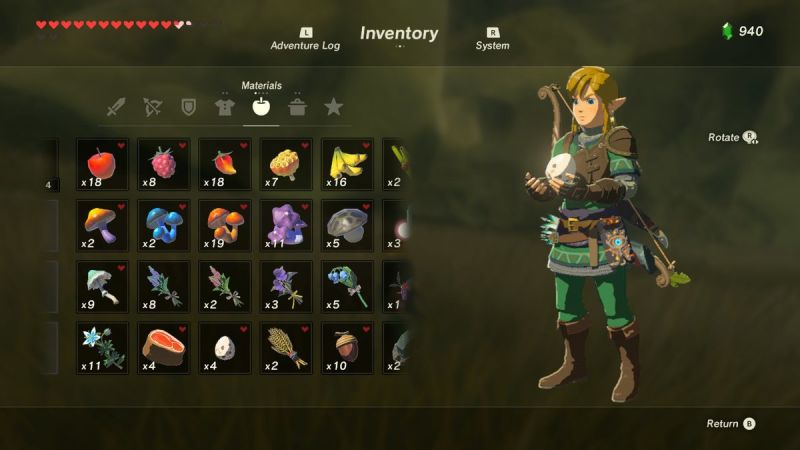 L
Adventure Log
Inventory
R
System
940
Materials
Rotate R
4
x18
x8
x18
x7
x16
x2
x2
x2
x19
x11
x5
x3
x9
x8
x2
x3
x5
x1
x11
x4
x4
x2
x10
x2
Return B